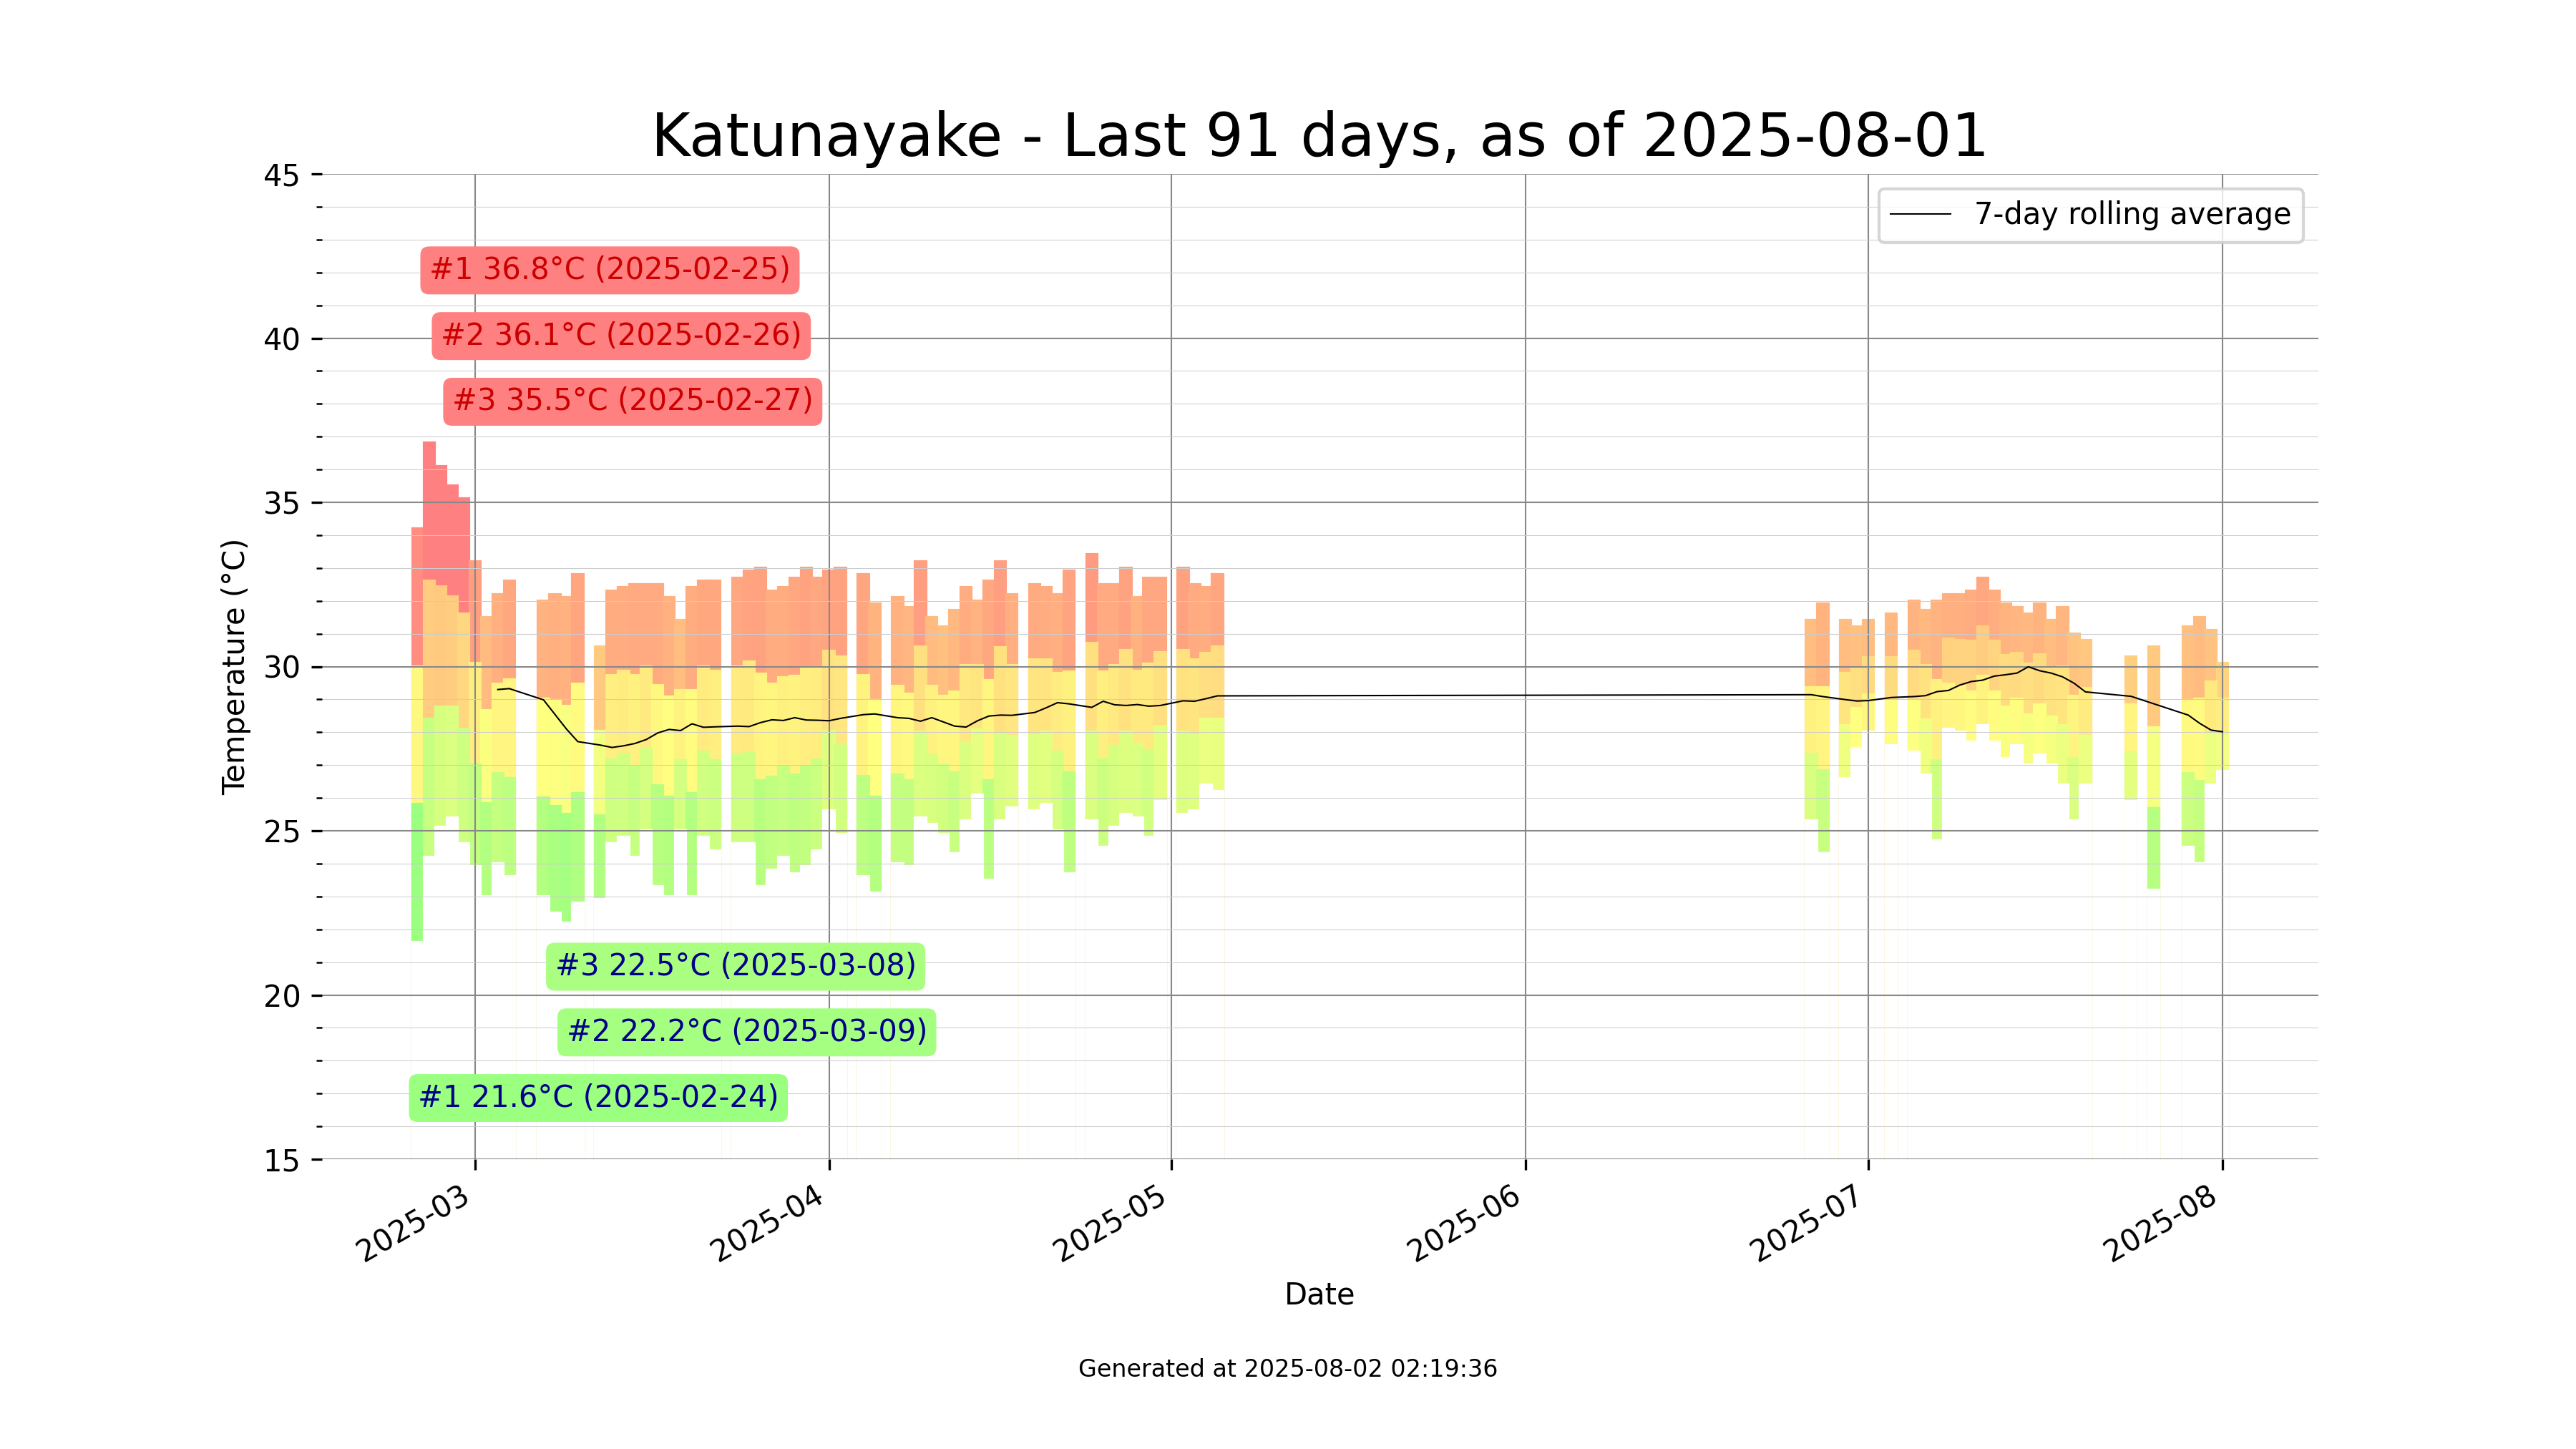 Katunayake - Last 91 days, as of 2025-08-01
7-day rolling average
#1 36.8°C (2025-02-25)
#2 36.1°C (2025-02-26)
#3 35.5°C (2025-02-27)
#3 22.5°C (2025-03-08)
#2 22.2°C (2025-03-09)
#1 21.6°C (2025-02-24)
Temperature (°C)
45
40
35
30
25
20
15
2025-03
2025-04
2025-05
2025-06
2025-07
2025-08
Date
Generated at 2025-08-02 02:19:36